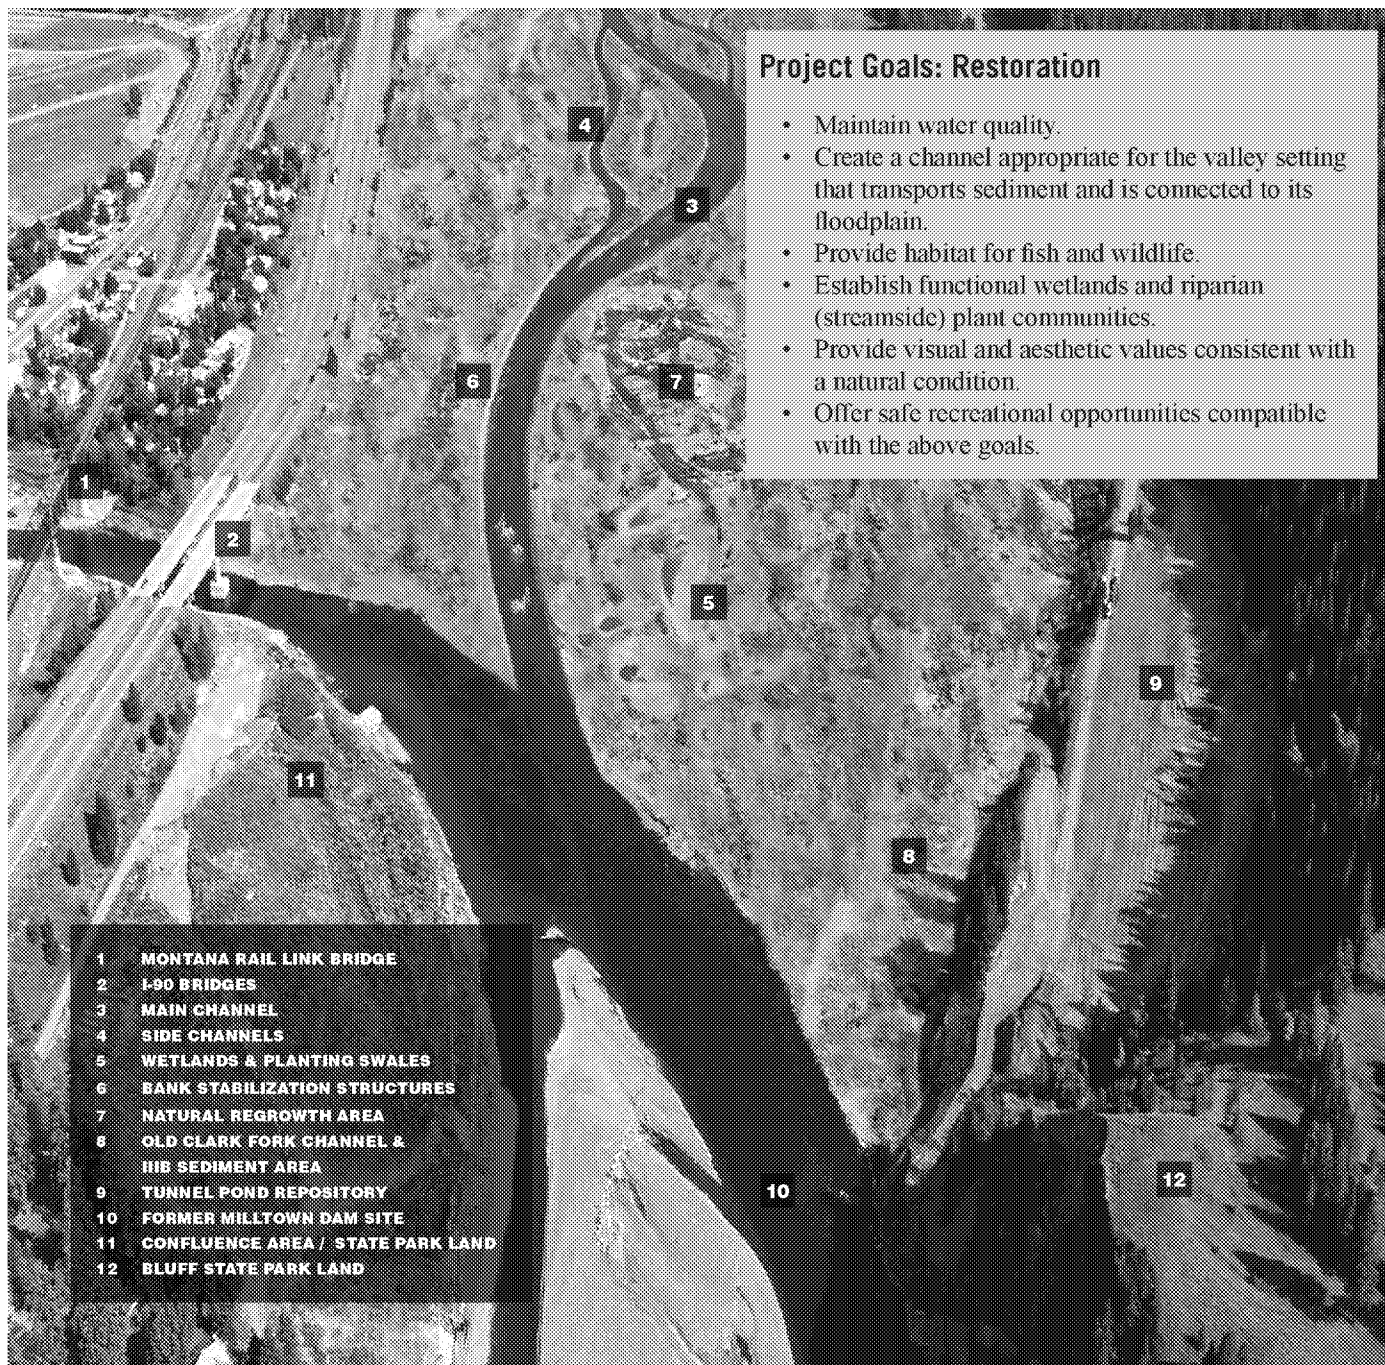 Project Goals: Restoration
• Maintain water quality.
• Create a channel appropriate for the valley setting
that transports sediment and is connected to its
floodplain.
• Provide habitat for fish and wildlife.
• Establish functional wetlands and riparian
(streamside) plant communities.
• Provide visual and aesthetic values consistent with
a natural condition.
• Offer safe recreational opportunities compatible
with the above goals.
4
3
6
7
1
2
5
9
11
8
10
12
1 MONTANA RAIL LINK BRIDGE
2 I-90 BRIDGES
3 MAIN CHANNEL
4 SIDE CHANNELS
5 WETLANDS & PLANTING SWALES
6 BANK STABILIZATION STRUCTURES
7 NATURAL REGROWTH AREA
8 OLD CLARK FORK CHANNEL &
IIIB SEDIMENT AREA
9 TUNNEL POND REPOSITORY
10 FORMER MILLTOWN DAM SITE
11 CONFLUENCE AREA / STATE PARK LAND
12 BLUFF STATE PARK LAND